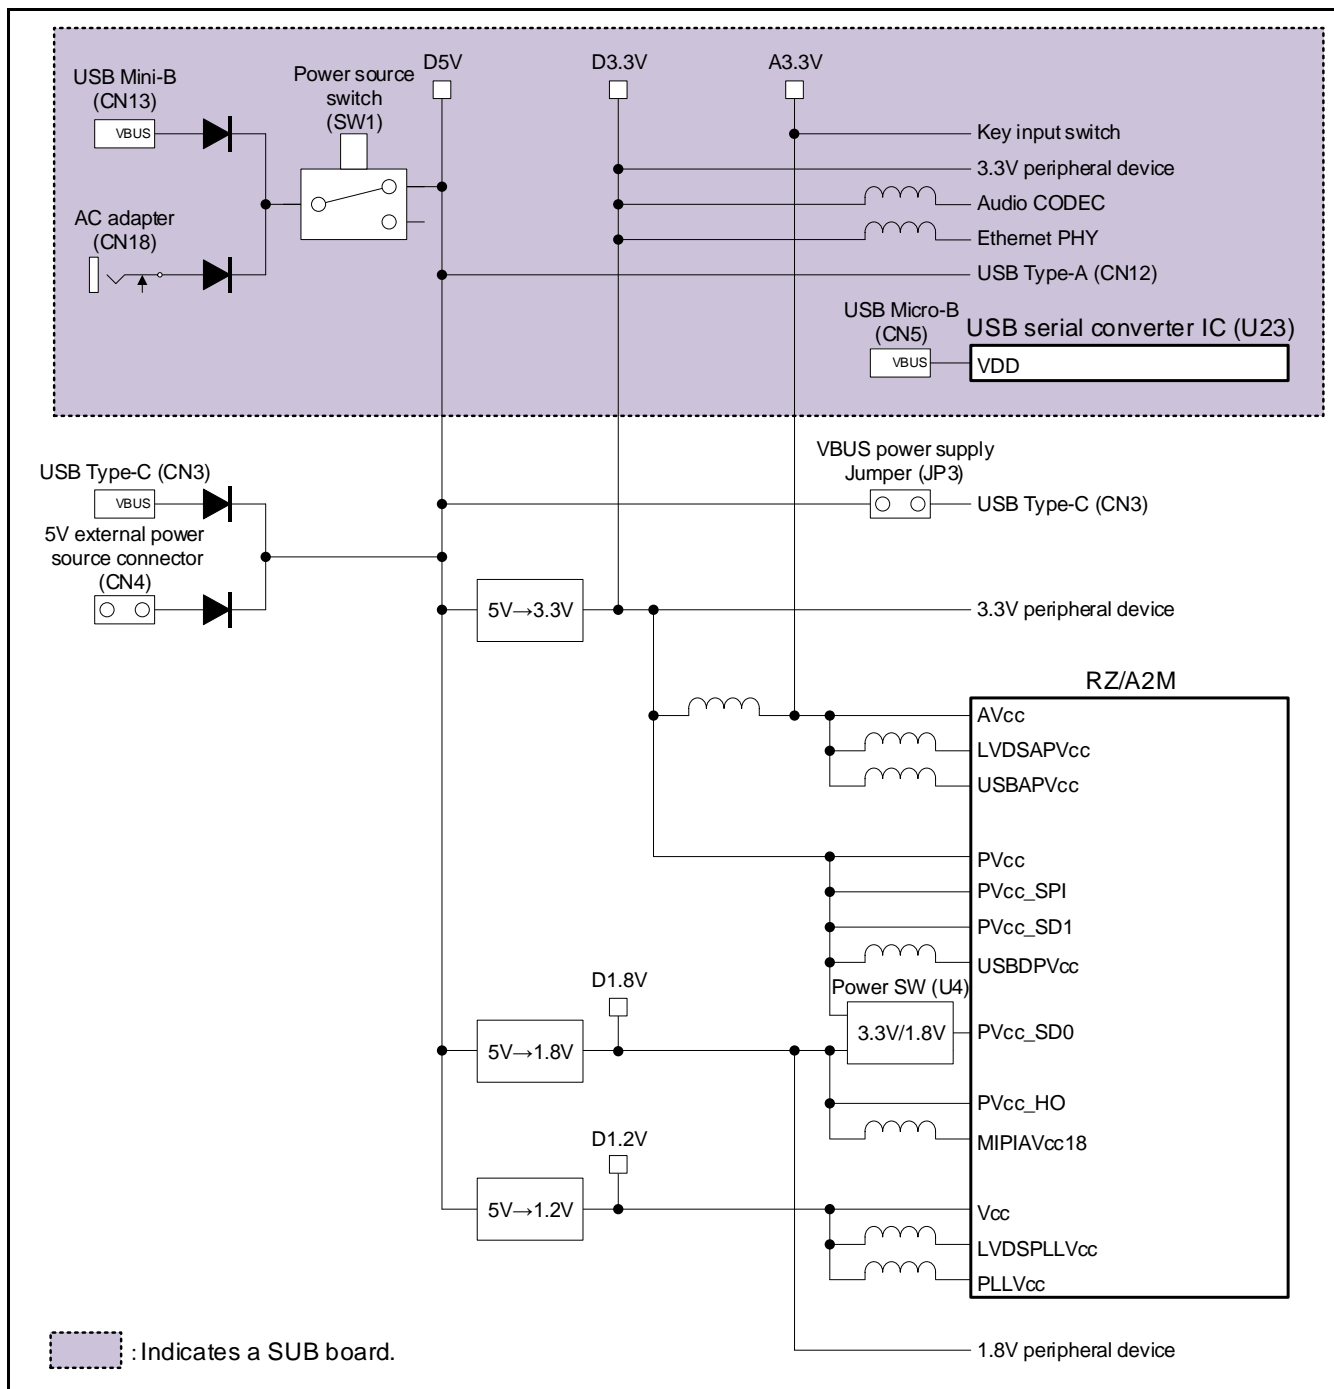 D5V
D3.3V
A3.3V
USB Mini-B
(CN13)
VBUS
Power source
switch
(SW1)
Key input switch
3.3V peripheral device
Audio CODEC
Ethernet PHY
AC adapter
(CN18)
USB Type-A (CN12)
USB Micro-B
(CN5)
VBUS
USB serial converter IC (U23)
VDD
USB Type-C (CN3)
VBUS
VBUS power supply
Jumper (JP3)
USB Type-C (CN3)
5V external power
source connector
(CN4)
5V→3.3V
3.3V peripheral device
RZ/A2M
AVcc
LVDSAPVcc
USBAPVcc
PVcc
PVcc_SPI
PVcc_SD1
USBDPVcc
Power SW (U4)
3.3V/1.8V
PVcc_SD0
D1.8V
5V→1.8V
PVcc_HO
MIPIAVcc18
D1.2V
5V→1.2V
Vcc
LVDSPLLVcc
PLLVcc
1.8V peripheral device
: Indicates a SUB board.